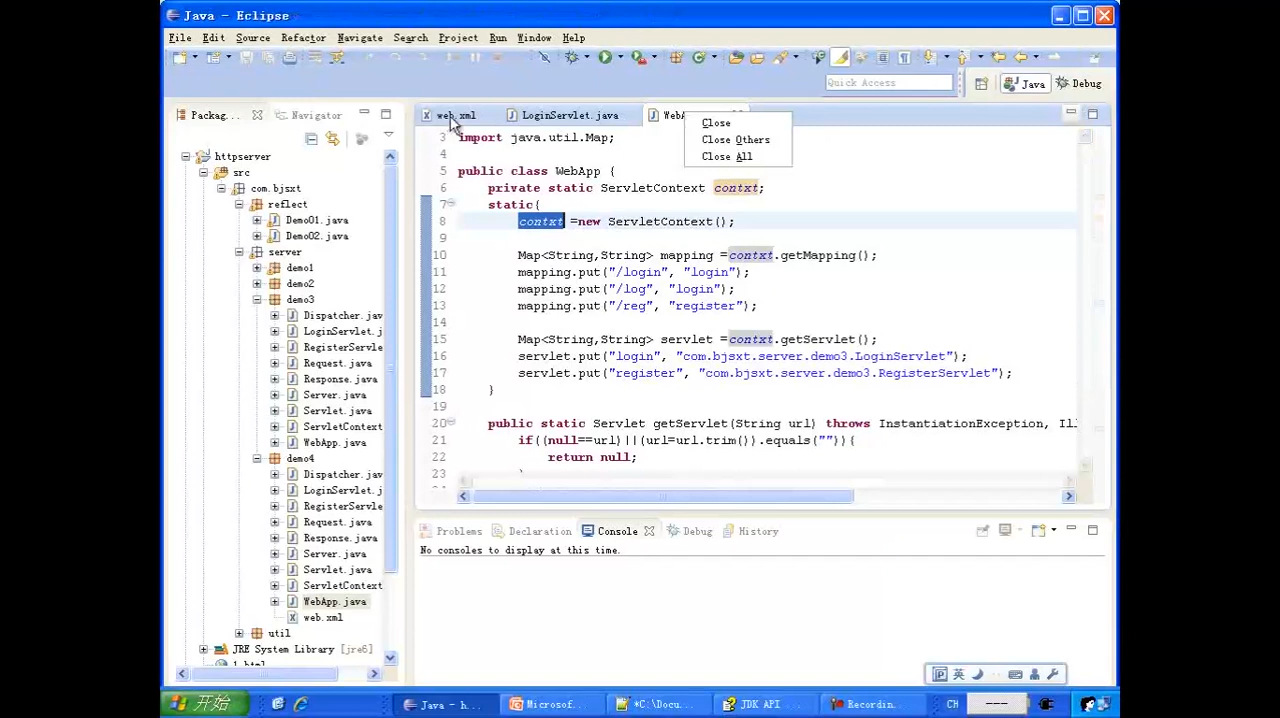 Java - Eclipse
File Edit Source Refactor Navigate Search Project Run Window Help
Quick Access
Java
Debug
Packag...
Navigator
httpserver
src
com.bjsxt
reflect
Demo01.java
Demo02.java
server
demo1
demo2
demo3
Dispatcher.jav
LoginServlet.j
RegisterServle
Request.java
Response.java
Server.java
Servlet.java
ServletContext
WebApp.java
demo4
Dispatcher.jav
LoginServlet.j
RegisterServle
Request.java
Response.java
Server.java
Servlet.java
ServletContext
WebApp.java
web.xml
util
JRE System Library [jre6]
web.xml
LoginServlet.java
Close
Close Others
Close All
3 import java.util.Map;
4
5 public class WebApp {
6 private static ServletContext contxt;
7 static{
8 contxt =new ServletContext();
9
10 Map<String,String> mapping =contxt.getMapping();
11 mapping.put("/login", "login");
12 mapping.put("/log", "login");
13 mapping.put("/reg", "register");
14
15 Map<String,String> servlet =contxt.getServlet();
16 servlet.put("login", "com.bjsxt.server.demo3.LoginServlet");
17 servlet.put("register", "com.bjsxt.server.demo3.RegisterServlet");
18 }
19
20 public static Servlet getServlet(String url) throws InstantiationException, Ill
21 if((null==url)||(url=url.trim()).equals("")){
22 return null;
23
Problems
Declaration
Console
Debug
History
No consoles to display at this time.
英
开始
Java - h...
Microsof...
*C:\Docu...
JDK API ...
Recordin...
CH